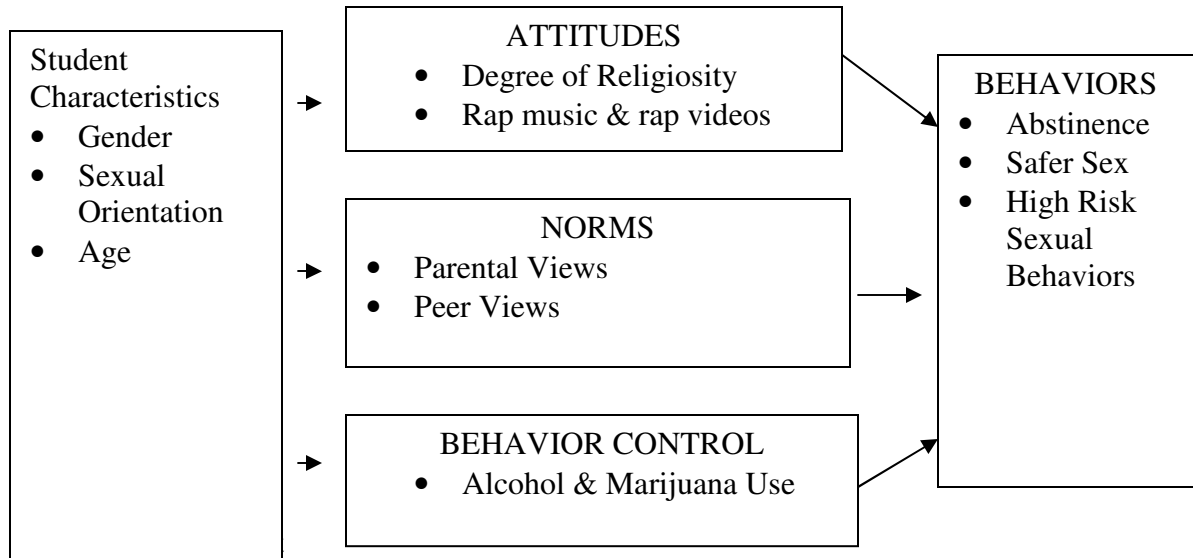 Student
Characteristics
• Gender
• Sexual
Orientation
• Age
ATTITUDES
• Degree of Religiosity
• Rap music & rap videos
NORMS
• Parental Views
• Peer Views
BEHAVIOR CONTROL
• Alcohol & Marijuana Use
BEHAVIORS
• Abstinence
• Safer Sex
• High Risk
Sexual
Behaviors